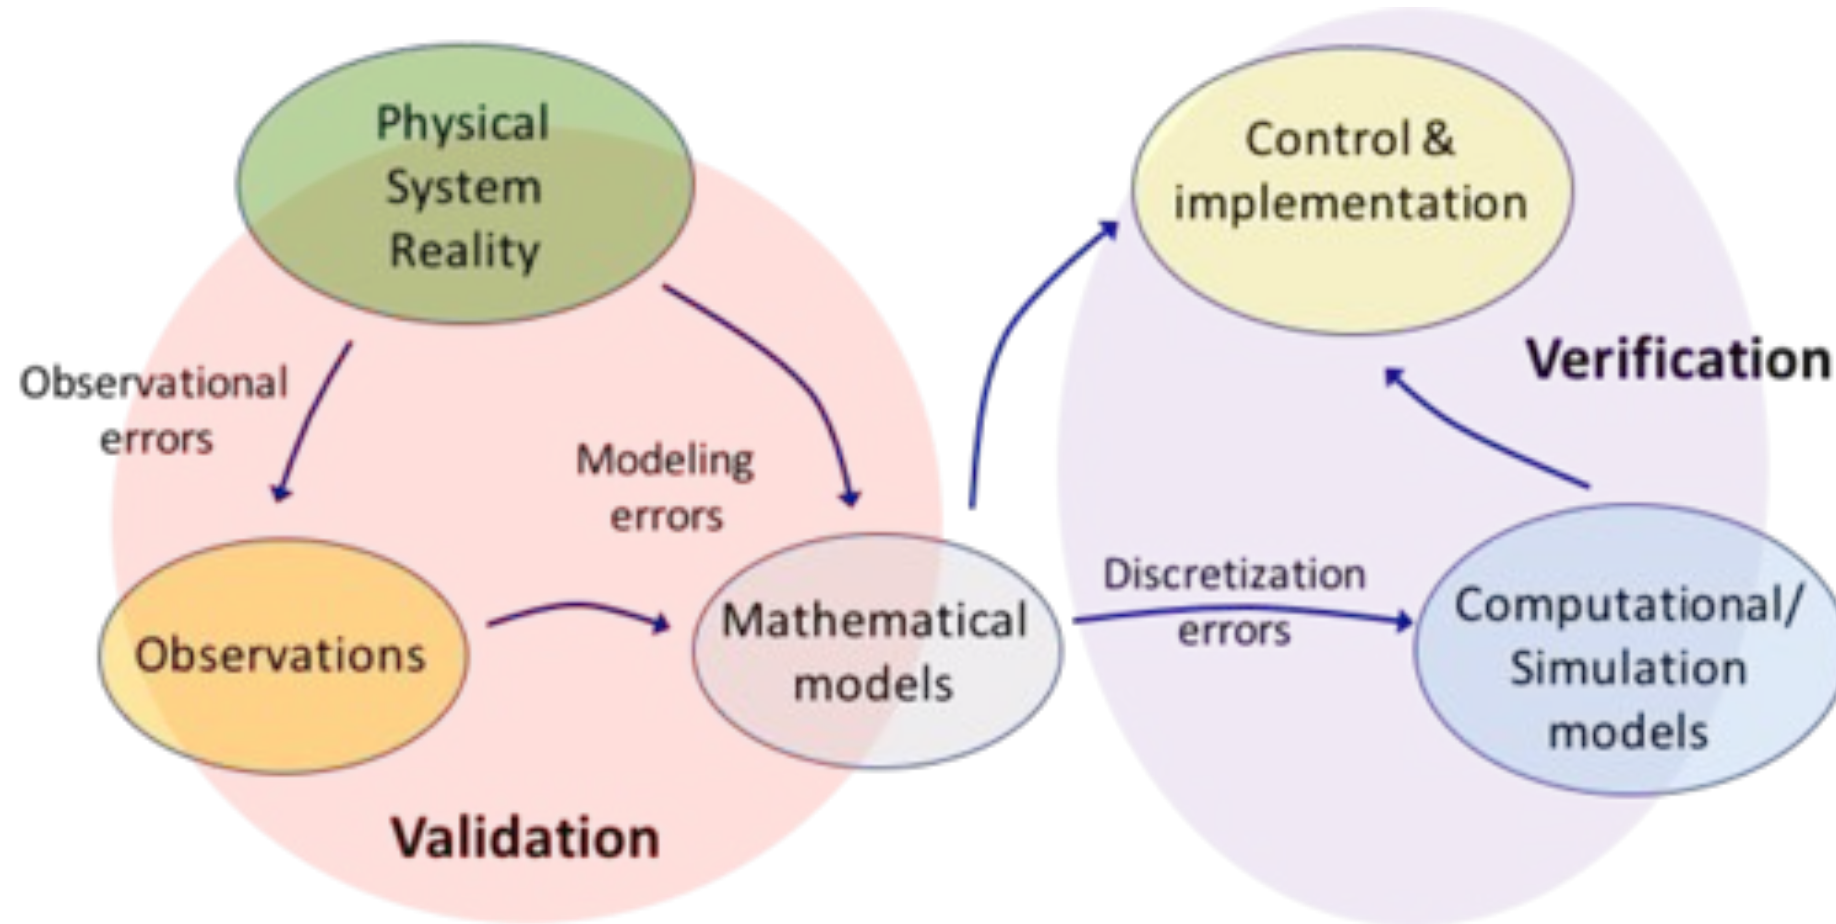 Physical
System
Reality
Control &
implementation
Observational
errors
Verification
Modeling
errors
Observations
Mathematical
models
Discretization
errors
Computational/
Simulation
models
Validation